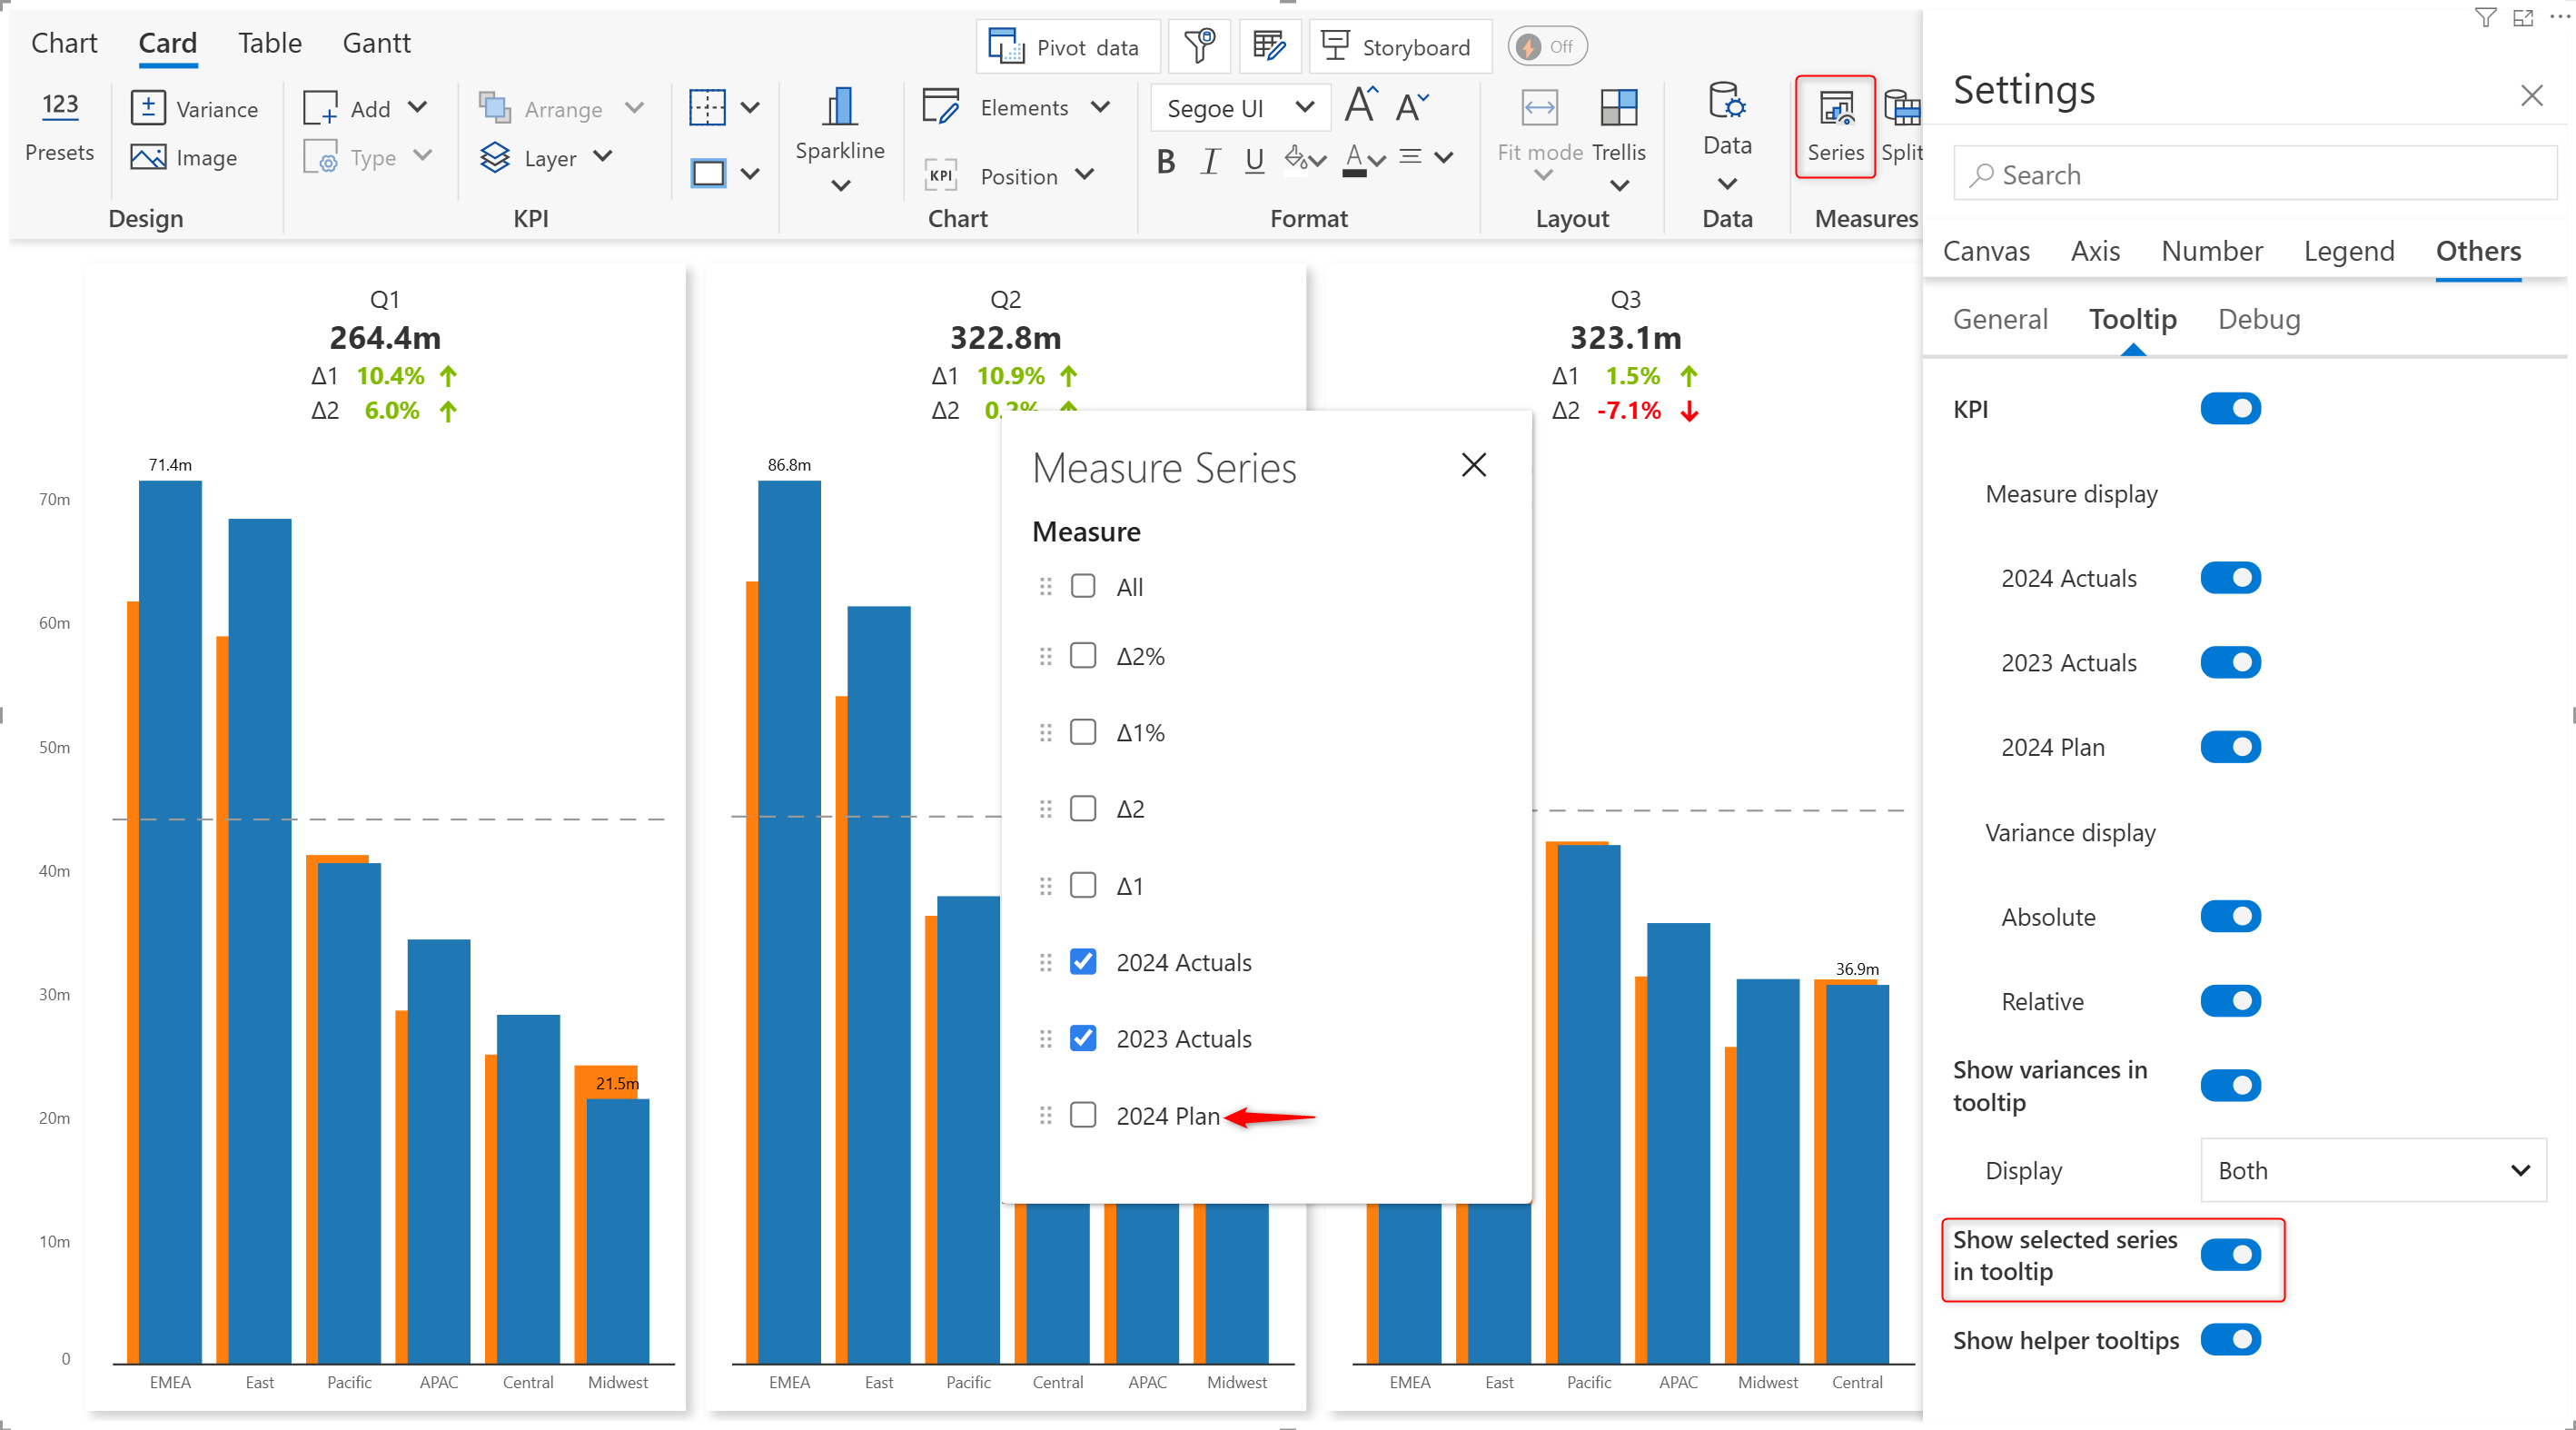 Chart Card Table Gantt
Pivot data Storyboard Off
123
Presets
Variance
Image
Design
Add
Type
Arrange
Layer
KPI
Sparkline
Elements
KPI Position
Chart
Segoe UI A A
B I U A
Format
Fit mode Trellis
Layout
Data
Data
Series Split
Measures
Q1
264.4m
Δ1 10.4%
Δ2 6.0%
71.4m
21.5m
70m
60m
50m
40m
30m
20m
10m
0
EMEA East Pacific APAC Central Midwest
Q2
322.8m
Δ1 10.9%
Δ2
86.8m
EMEA East Pacific Central APAC Midwest
Q3
323.1m
Δ1 1.5%
Δ2 -7.1%
36.9m
EMEA East Pacific APAC Midwest Central
Measure Series
Measure
All
Δ2%
Δ1%
Δ2
Δ1
2024 Actuals
2023 Actuals
2024 Plan
Settings
Search
Canvas Axis Number Legend Others
General Tooltip Debug
KPI
Measure display
2024 Actuals
2023 Actuals
2024 Plan
Variance display
Absolute
Relative
Show variances in
tooltip
Display Both
Show selected series
in tooltip
Show helper tooltips